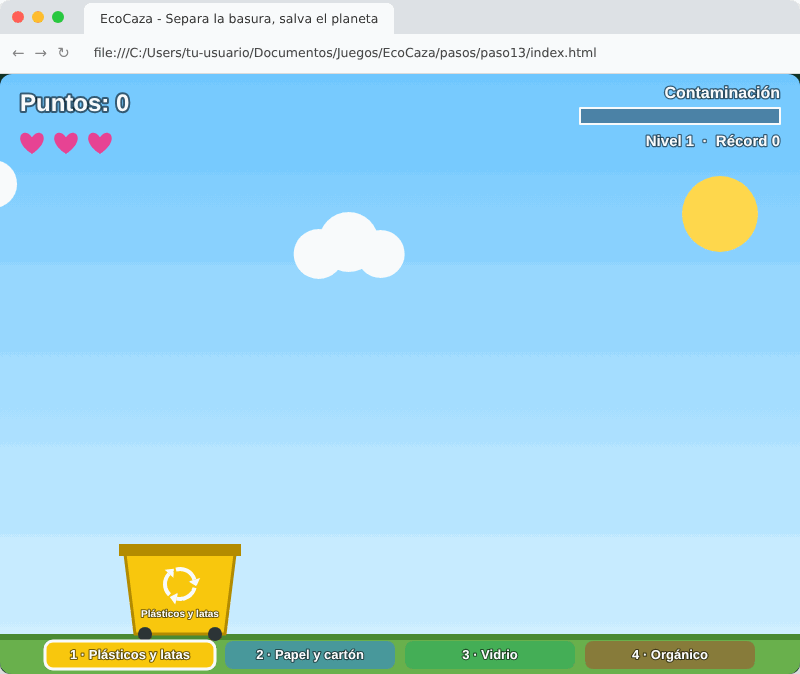 EcoCaza - Separa la basura, salva el planeta
file:///C:/Users/tu-usuario/Documentos/Juegos/EcoCaza/pasos/paso13/index.html
Puntos: 0
Contaminación
Nivel 1 · Récord 0
Plásticos y latas
1 · Plásticos y latas
2 · Papel y cartón
3 · Vidrio
4 · Orgánico